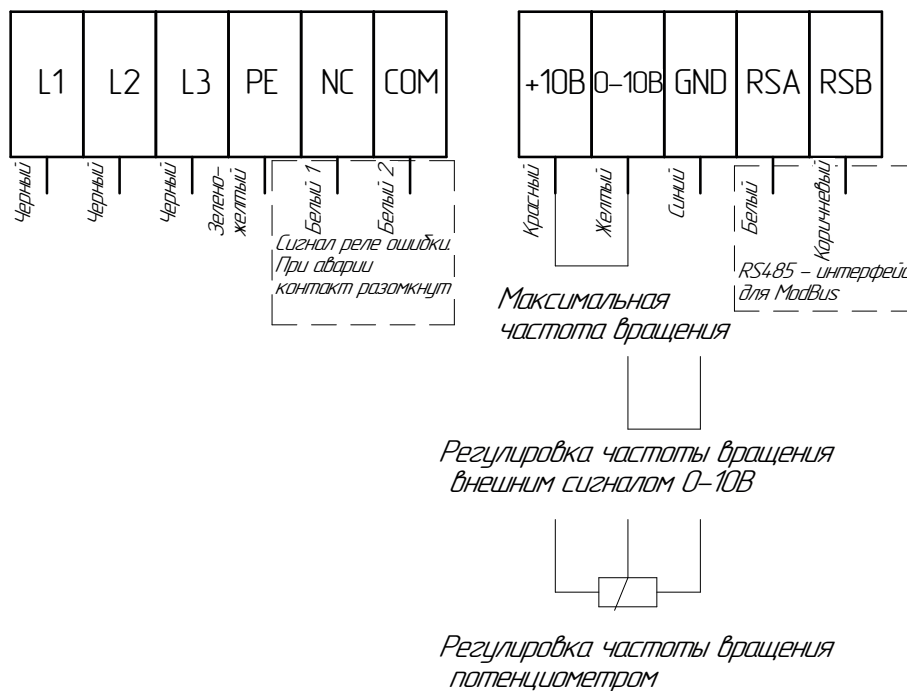 L1 L2 L3 PE NC COM
+10В 0-10В GND RSA RSB
Черный
Черный
Черный
Зелено-
желтый
Белый 1
Белый 2
Сигнал реле ошибки.
При аварии
контакт разомкнут
Красный
Желтый
Синий
Белый
Коричневый
RS485 – интерфейс
для ModBus
Максимальная
частота вращения
Регулировка частоты вращения
внешним сигналом 0-10В
Регулировка частоты вращения
потенциометром